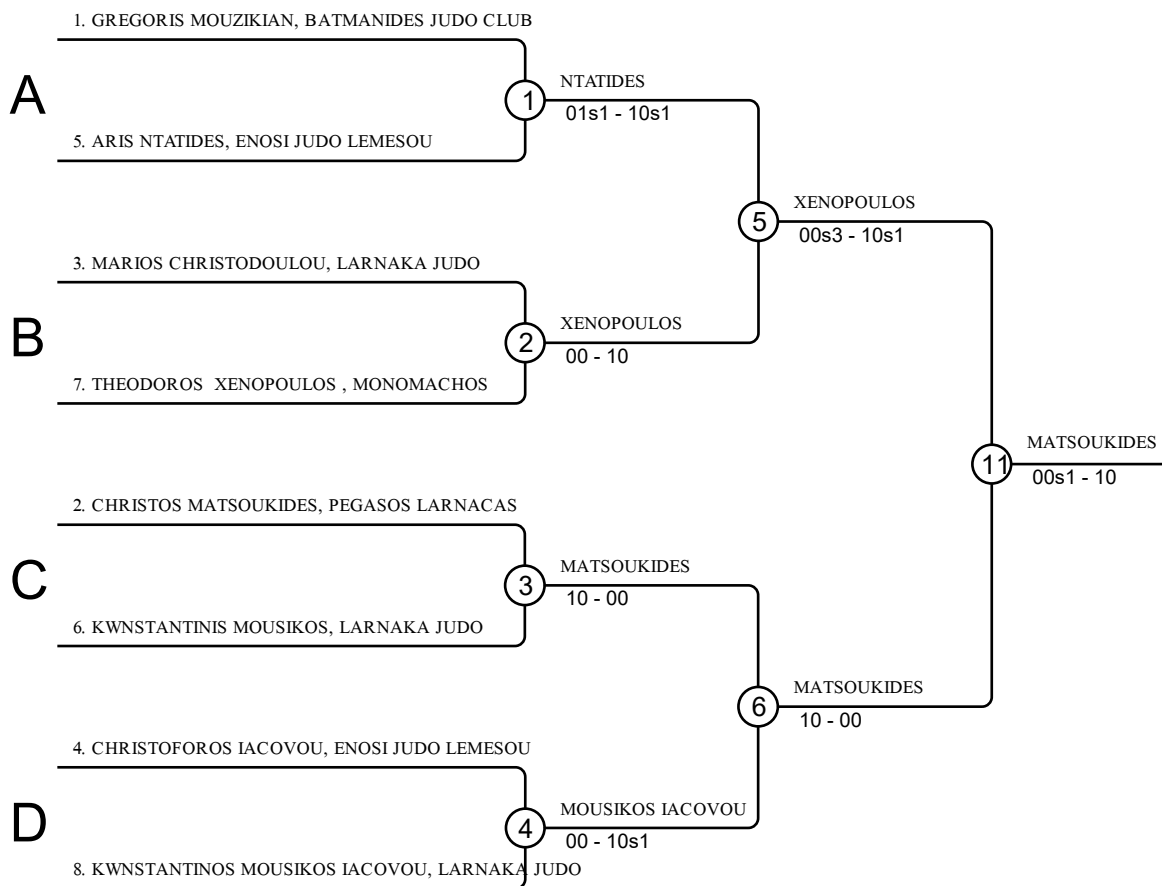 1. GREGORIS MOUZIKIAN, BATMANIDES JUDO CLUB
A
1
NTATIDES
01s1 - 10s1
5. ARIS NTATIDES, ENOSI JUDO LEMESOU
5
XENOPOULOS
00s3 - 10s1
3. MARIOS CHRISTODOULOU, LARNAKA JUDO
B
2
XENOPOULOS
00 - 10
7. THEODOROS  XENOPOULOS , MONOMACHOS
11
MATSOUKIDES
00s1 - 10
2. CHRISTOS MATSOUKIDES, PEGASOS LARNACAS
C
3
MATSOUKIDES
10 - 00
6. KWNSTANTINIS MOUSIKOS, LARNAKA JUDO
6
MATSOUKIDES
10 - 00
4. CHRISTOFOROS IACOVOU, ENOSI JUDO LEMESOU
D
4
MOUSIKOS IACOVOU
00 - 10s1
8. KWNSTANTINOS MOUSIKOS IACOVOU, LARNAKA JUDO